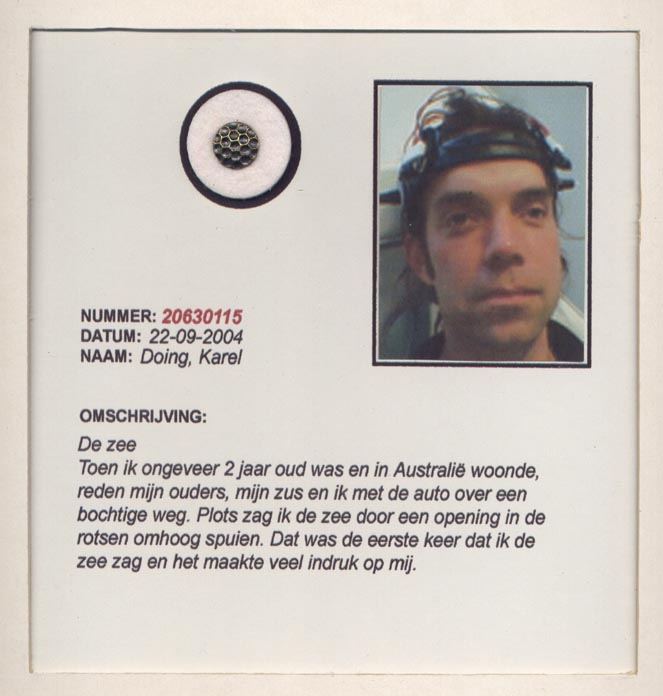 NUMMER: 20630115
DATUM: 22-09-2004
NAAM: Doing, Karel
OMSCHRIJVING:
De zee
Toen ik ongeveer 2 jaar oud was en in Australië woonde,
reden mijn ouders, mijn zus en ik met de auto over een
bochtige weg. Plots zag ik de zee door een opening in de
rotsen omhoog spuien. Dat was de eerste keer dat ik de
zee zag en het maakte veel indruk op mij.